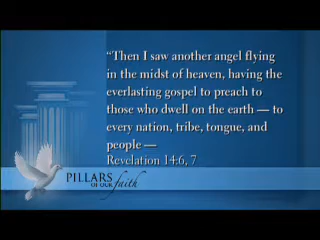 “Then I saw another angel flying
in the midst of heaven, having the
everlasting gospel to preach to
those who dwell on the earth — to
every nation, tribe, tongue, and
people —
Revelation 14:6, 7
PILLARS
OF OUR faith